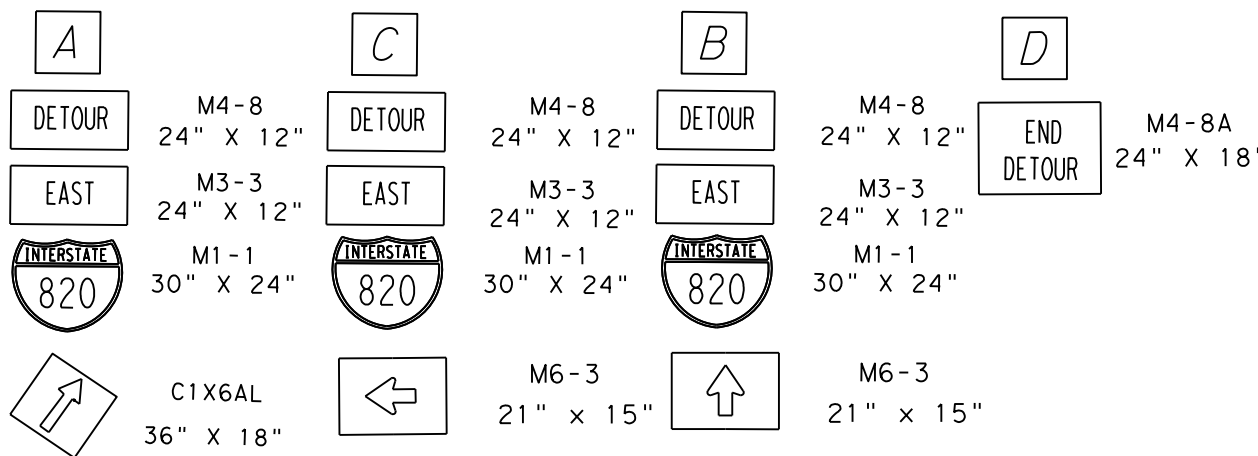 A
DETOUR
M4-8
24" X 12"
EAST
M3-3
24" X 12"
INTERSTATE
820
M1-1
30" X 24"
C1X6AL
36" X 18"
C
DETOUR
M4-8
24" X 12"
EAST
M3-3
24" X 12"
INTERSTATE
820
M1-1
30" X 24"
M6-3
21" x 15"
B
DETOUR
M4-8
24" X 12"
EAST
M3-3
24" X 12"
INTERSTATE
820
M1-1
30" X 24"
M6-3
21" x 15"
D
END
DETOUR
M4-8A
24" X 18"